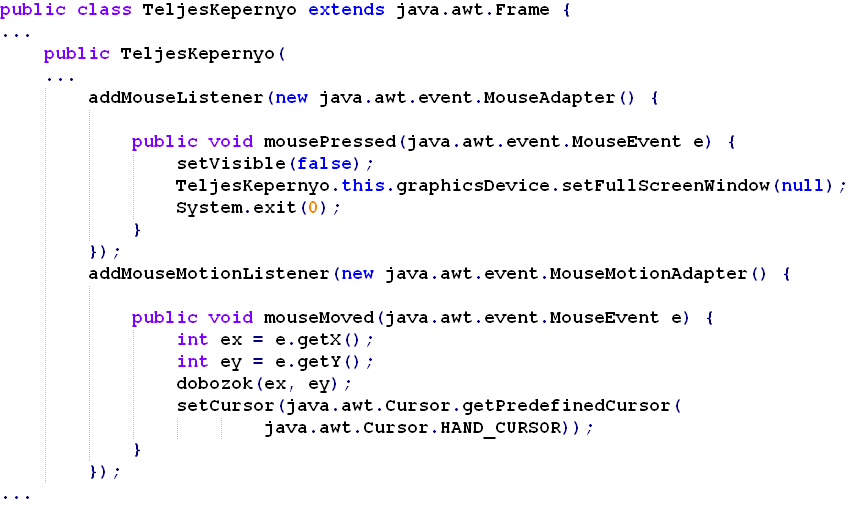 public class TeljesKepernyo extends java.awt.Frame {
...
public TeljesKepernyo(
...
addMouseListener(new java.awt.event.MouseAdapter() {
public void mousePressed(java.awt.event.MouseEvent e) {
setVisible(false);
TeljesKepernyo.this.graphicsDevice.setFullScreenWindow(null);
System.exit(0);
}
});
addMouseMotionListener(new java.awt.event.MouseMotionAdapter() {
public void mouseMoved(java.awt.event.MouseEvent e) {
int ex = e.getX();
int ey = e.getY();
dobozok(ex, ey);
setCursor(java.awt.Cursor.getPredefinedCursor(
java.awt.Cursor.HAND_CURSOR));
}
});
...